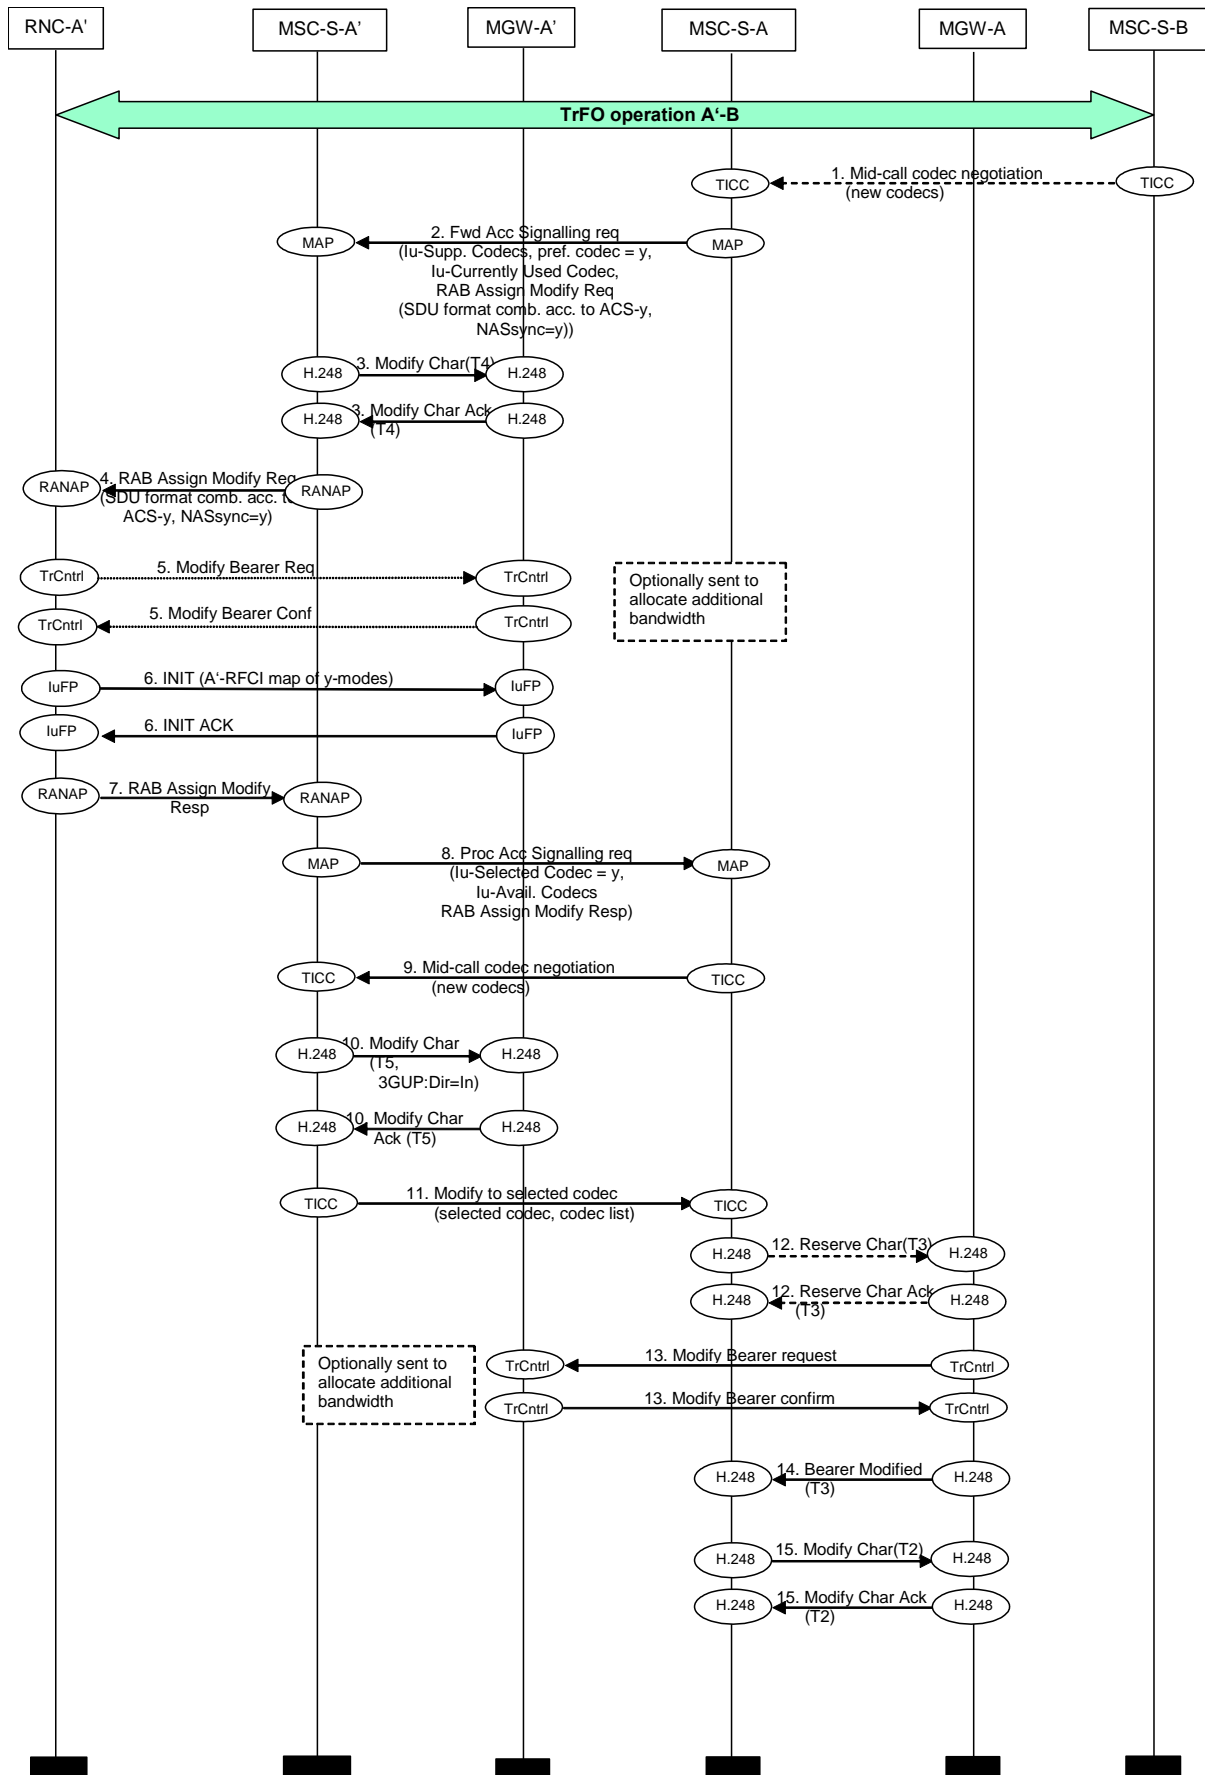 RNC-A'
MSC-S-A'
MGW-A'
MSC-S-A
MGW-A
MSC-S-B
TrFO operation A'-B
TICC
1. Mid-call codec negotiation
(new codecs)
TICC
MAP
2. Fwd Acc Signalling req
(Iu-Supp. Codecs, pref. codec = y,
Iu-Currently Used Codec,
RAB Assign Modify Req
(SDU format comb. acc. to ACS-y,
NASsync=y))
MAP
H.248
3. Modify Char(T4)
H.248
H.248
3. Modify Char Ack
(T4)
H.248
RANAP
4. RAB Assign Modify Req
(SDU format comb. acc. to
ACS-y, NASsync=y)
RANAP
TrCntrl
5. Modify Bearer Req
TrCntrl
Optionally sent to
allocate additional
bandwidth
TrCntrl
5. Modify Bearer Conf
TrCntrl
IuFP
6. INIT (A'-RFCI map of y-modes)
IuFP
IuFP
6. INIT ACK
IuFP
RANAP
7. RAB Assign Modify
Resp
RANAP
MAP
8. Proc Acc Signalling req
(Iu-Selected Codec = y,
Iu-Avail. Codecs
RAB Assign Modify Resp)
MAP
TICC
9. Mid-call codec negotiation
(new codecs)
TICC
H.248
10. Modify Char
(T5,
3GUP:Dir=In)
H.248
H.248
10. Modify Char
Ack (T5)
H.248
TICC
11. Modify to selected codec
(selected codec, codec list)
TICC
H.248
12. Reserve Char(T3)
H.248
H.248
12. Reserve Char Ack
(T3)
H.248
Optionally sent to
allocate additional
bandwidth
TrCntrl
13. Modify Bearer request
TrCntrl
TrCntrl
13. Modify Bearer confirm
TrCntrl
H.248
14. Bearer Modified
(T3)
H.248
H.248
15. Modify Char(T2)
H.248
H.248
15. Modify Char Ack
(T2)
H.248